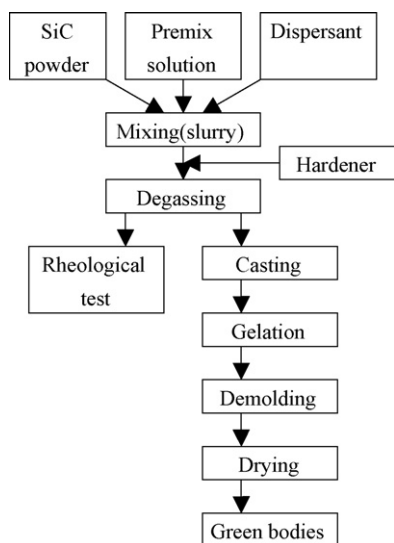 SiC
powder
Premix
solution
Dispersant
Mixing(slurry)
Hardener
Degassing
Rheological
test
Casting
Gelation
Demolding
Drying
Green bodies